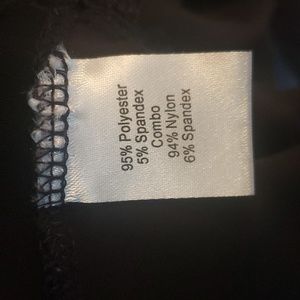 95% Polyester
5% Spandex
Combo
94% Nylon
6% Spandex